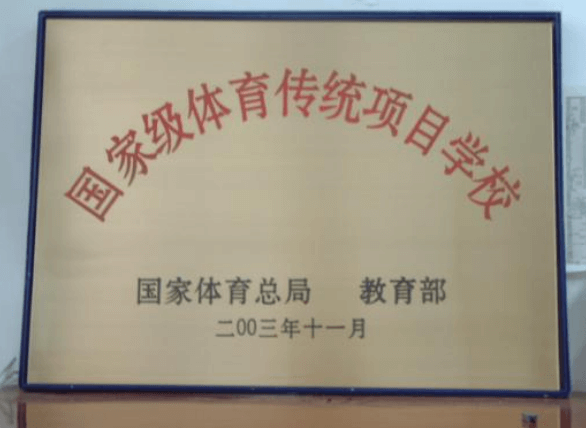 国家级体育传统项目学校
国家体育总局 教育部
二00三年十一月